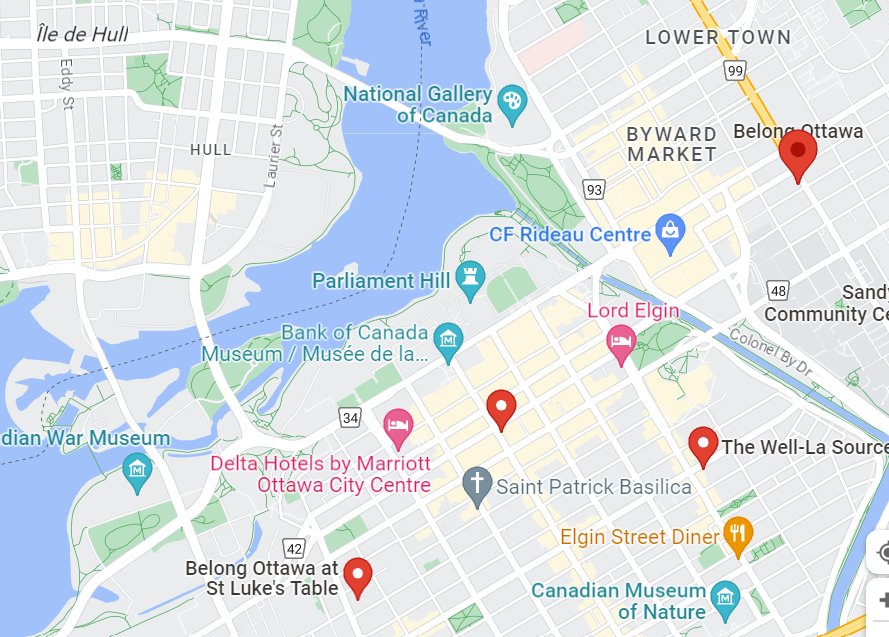 River
Île de Hull
LOWER TOWN
Eddy St
99
National Gallery
of Canada
Belong Ottawa
BYWARD
MARKET
HULL
Laurier St
93
CF Rideau Centre
Parliament Hill
48
Sandy
Community Ce
Lord Elgin
Bank of Canada
Museum / Musée de la...
Colonel By Dr
34
dian War Museum
The Well-La Source
Delta Hotels by Marriott
Ottawa City Centre
Saint Patrick Basilica
Elgin Street Diner
42
Belong Ottawa at
St Luke's Table
Canadian Museum
of Nature